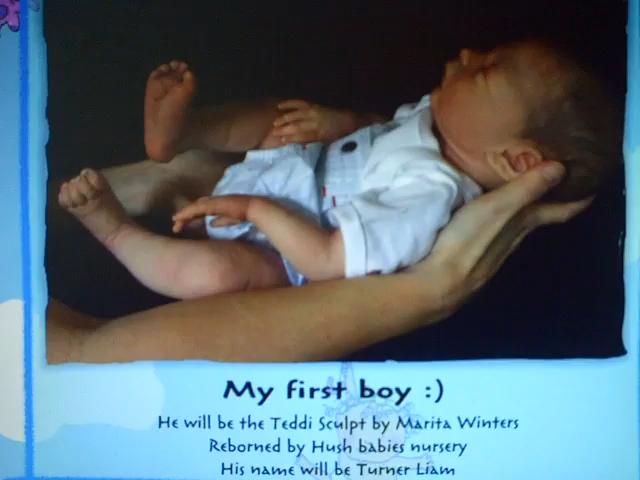 My first boy :)
He will be the Teddi Sculpt by Marita Winters
Reborned by Hush babies nursery
His name will be Turner Liam